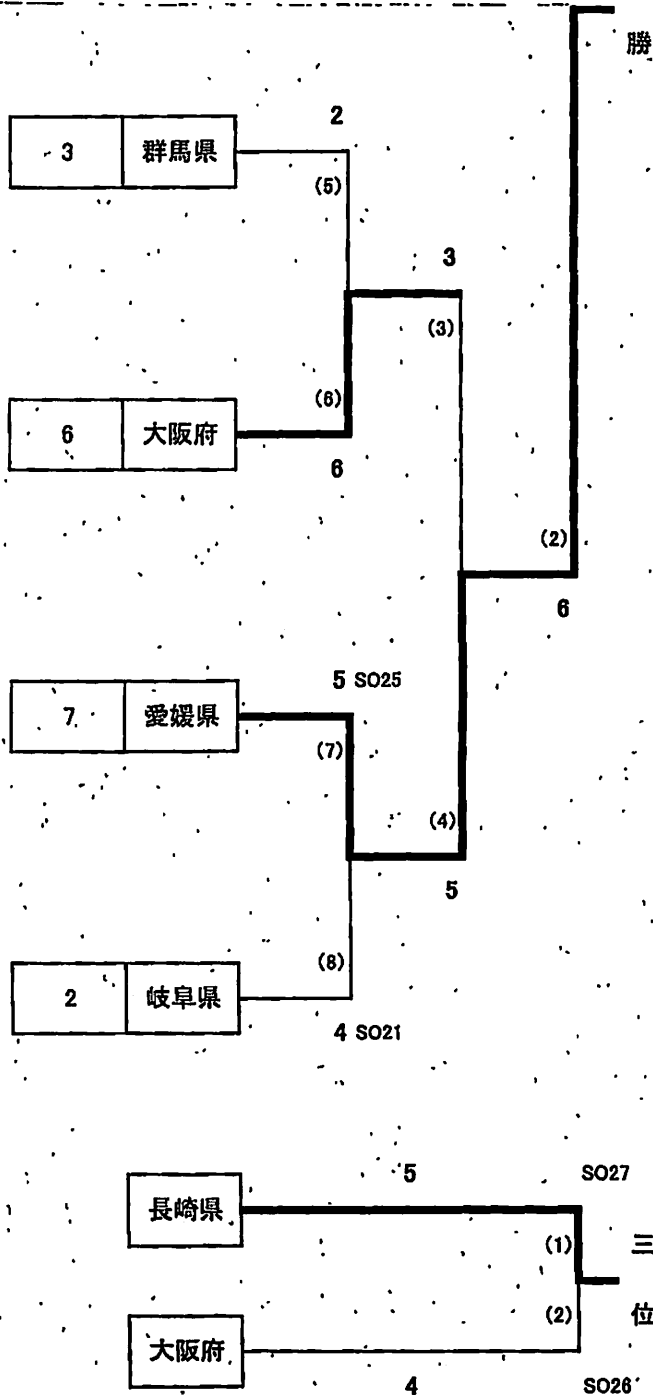 勝
2
3 群馬県
(5)
3
(3)
(6)
6 大阪府
6
(2)
6
5 SO25
7 愛媛県
(7)
(4)
5
(8)
2 岐阜県
4 SO21
5 SO27
長崎県
(1) 三
(2) 位
大阪府
4 SO26